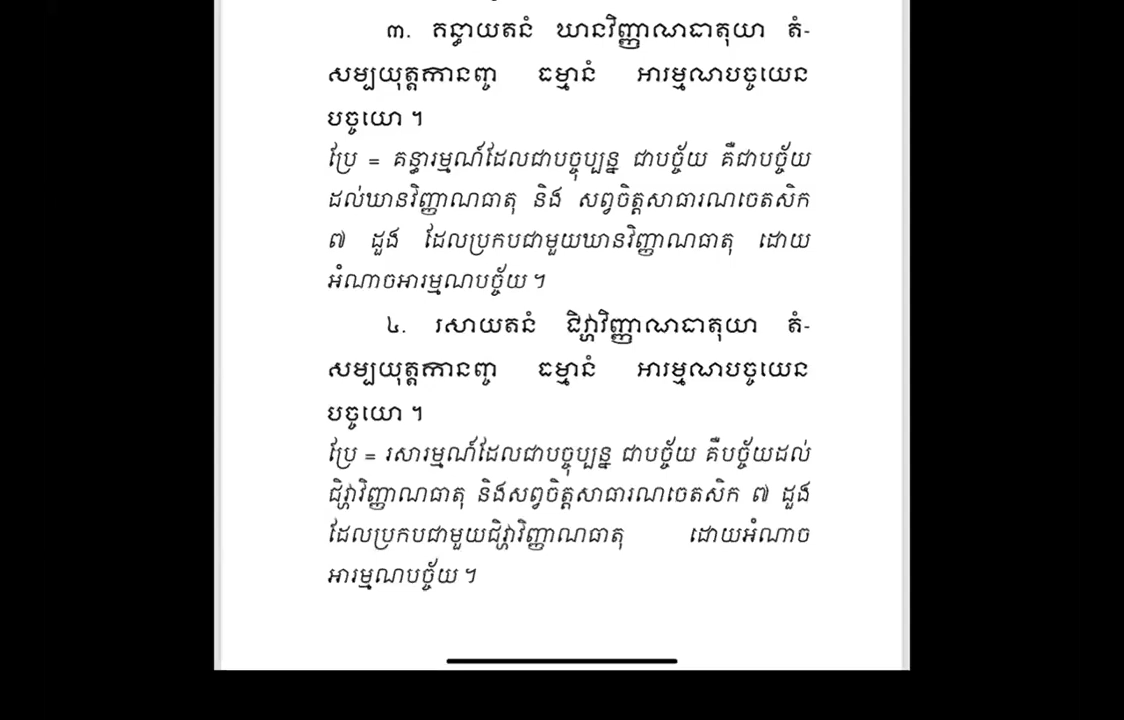 ៣. គន្ធាយតនំ ឃានវិញ្ញាណធាតុយា តំ-
សម្បយុត្តកានញ្ច ធម្មានំ អារម្មណបច្ចយេន
បច្ចយោ ។
ប្រែ = គន្ធារម្មណ៍ដែលជាបច្ចុប្បន្ន ជាបច្ច័យ គឺជាបច្ច័យ
ដល់ឃានវិញ្ញាណធាតុ និង សព្វចិត្តសាធារណចេតសិក
៧ ដួង ដែលប្រកបជាមួយឃានវិញ្ញាណធាតុ ដោយ
អំណាចអារម្មណបច្ច័យ ។
៤. រសាយតនំ ជិវ្ហាវិញ្ញាណធាតុយា តំ-
សម្បយុត្តកានញ្ច ធម្មានំ អារម្មណបច្ចយេន
បច្ចយោ ។
ប្រែ = រសារម្មណ៍ដែលជាបច្ចុប្បន្ន ជាបច្ច័យ គឺបច្ច័យដល់
ជិវ្ហាវិញ្ញាណធាតុ និងសព្វចិត្តសាធារណចេតសិក ៧ ដួង
ដែលប្រកបជាមួយជិវ្ហាវិញ្ញាណធាតុ ដោយអំណាច
អារម្មណបច្ច័យ ។